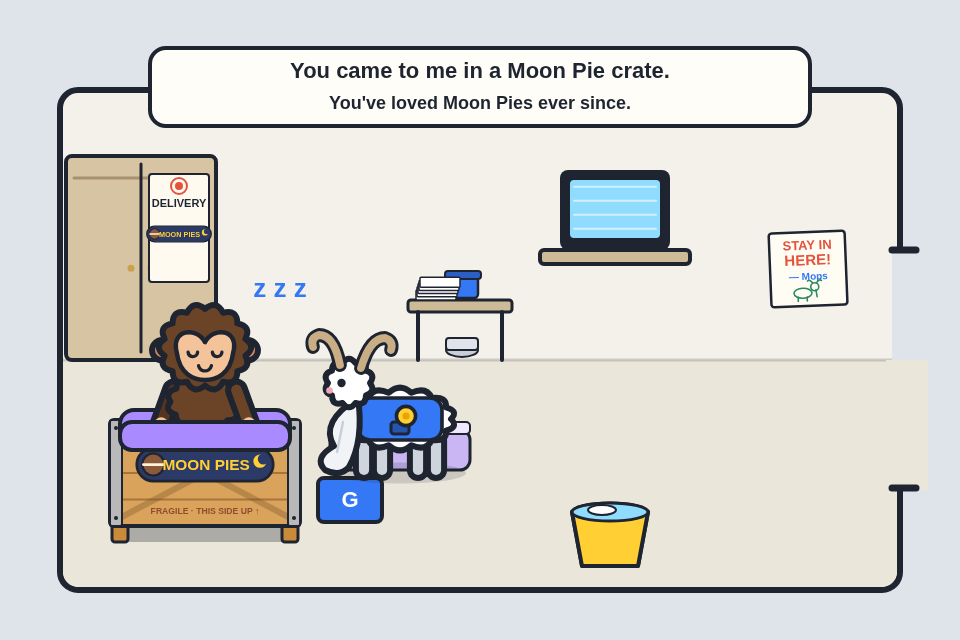 You came to me in a Moon Pie crate.
You've loved Moon Pies ever since.
DELIVERY
MOON PIES
STAY IN
HERE!
— Mops
z z z
MOON PIES
FRAGILE · THIS SIDE UP ↑
G